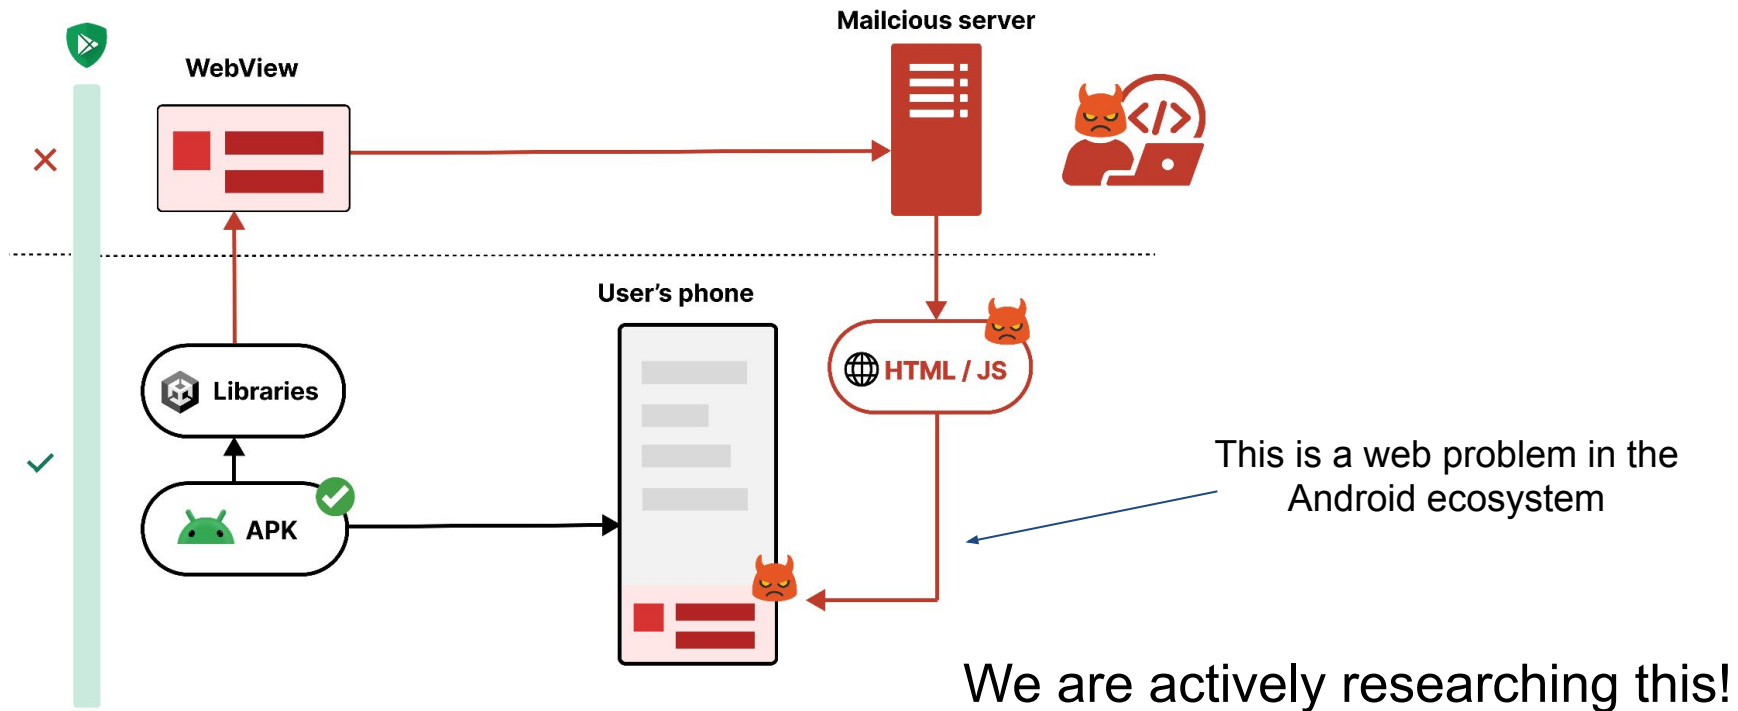 Mailcious server
WebView
</>
User's phone
Libraries
HTML / JS
APK
This is a web problem in the
Android ecosystem
We are actively researching this!